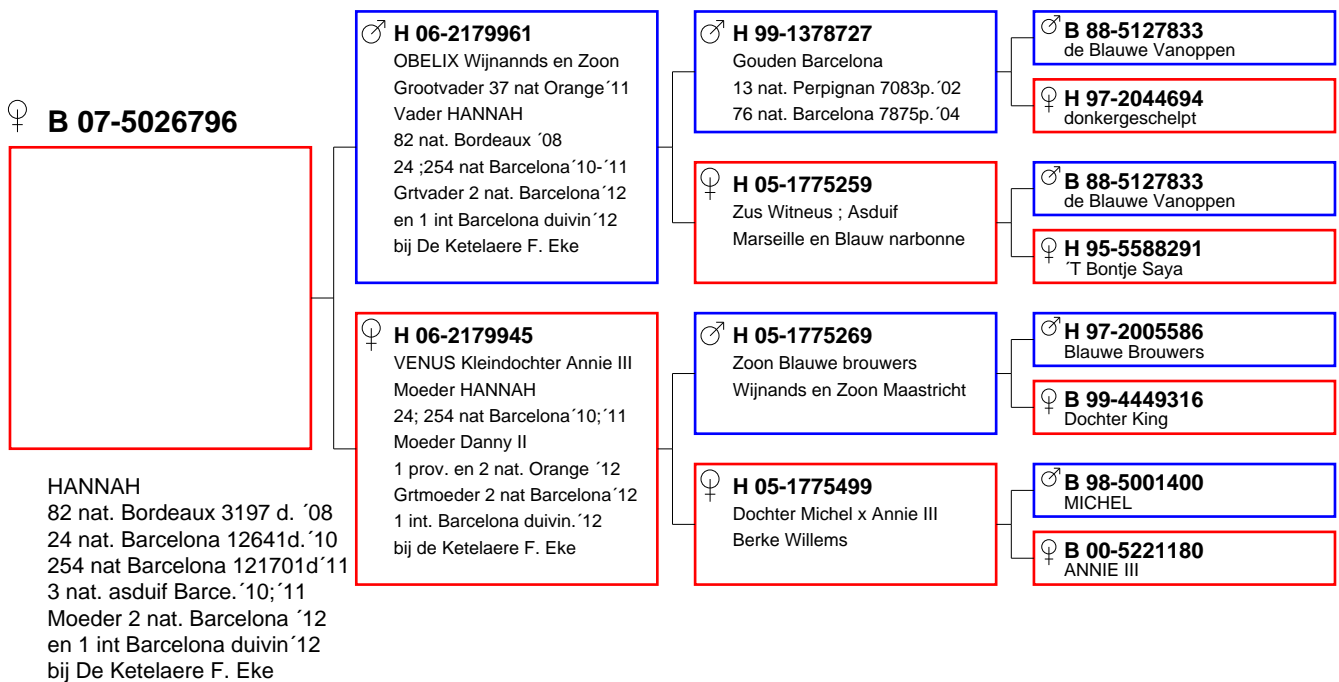 B 07-5026796
HANNAH
82 nat. Bordeaux 3197 d. ´08
24 nat. Barcelona 12641d.´10
254 nat Barcelona 121701d´11
3 nat. asduif Barce.´10;´11
Moeder 2 nat. Barcelona ´12
en 1 int Barcelona duivin´12
bij De Ketelaere F. Eke
H 06-2179961
OBELIX Wijnannds en Zoon
Grootvader 37 nat Orange´11
Vader HANNAH
82 nat. Bordeaux ´08
24 ;254 nat Barcelona´10-´11
Grtvader 2 nat. Barcelona´12
en 1 int Barcelona duivin´12
bij De Ketelaere F. Eke
H 06-2179945
VENUS Kleindochter Annie III
Moeder HANNAH
24; 254 nat Barcelona´10;´11
Moeder Danny II
1 prov. en 2 nat. Orange ´12
Grtmoeder 2 nat Barcelona´12
1 int. Barcelona duivin.´12
bij de Ketelaere F. Eke
H 99-1378727
Gouden Barcelona
13 nat. Perpignan 7083p.´02
76 nat. Barcelona 7875p.´04
H 05-1775259
Zus Witneus ; Asduif
Marseille en Blauw narbonne
H 05-1775269
Zoon Blauwe brouwers
Wijnands en Zoon Maastricht
H 05-1775499
Dochter Michel x Annie III
Berke Willems
B 88-5127833
de Blauwe Vanoppen
H 97-2044694
donkergeschelpt
B 88-5127833
de Blauwe Vanoppen
H 95-5588291
´T Bontje Saya
H 97-2005586
Blauwe Brouwers
B 99-4449316
Dochter King
B 98-5001400
MICHEL
B 00-5221180
ANNIE III